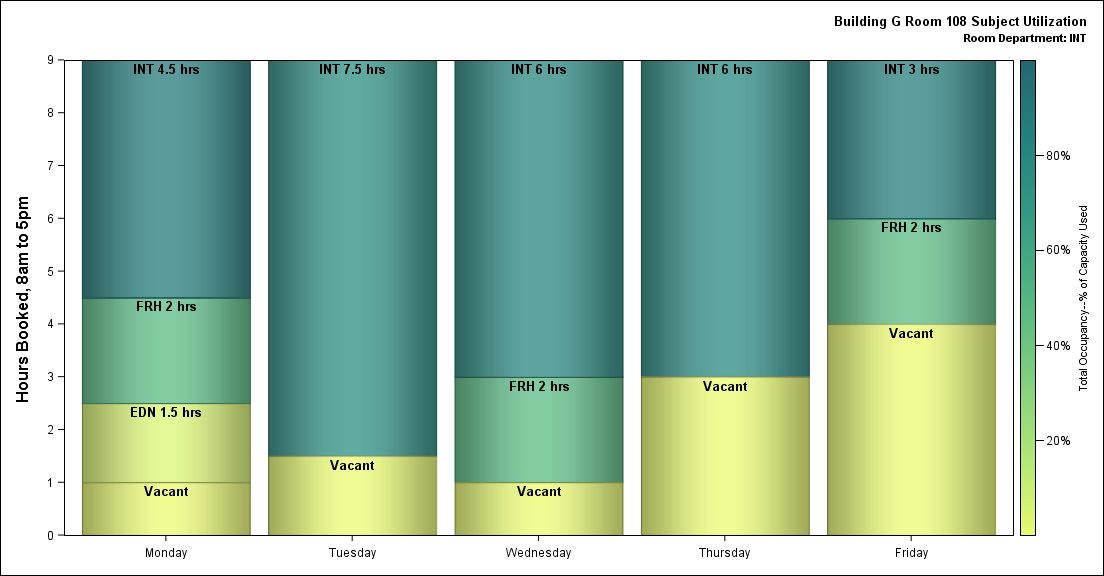 Building G Room 108 Subject Utilization
Room Department: INT
Hours Booked, 8am to 5pm
9
8
7
6
5
4
3
2
1
0
INT 4.5 hrs
FRH 2 hrs
EDN 1.5 hrs
Vacant
INT 7.5 hrs
Vacant
INT 6 hrs
FRH 2 hrs
Vacant
INT 6 hrs
Vacant
INT 3 hrs
FRH 2 hrs
Vacant
Monday
Tuesday
Wednesday
Thursday
Friday
80%
60%
40%
20%
Total Occupancy--% of Capacity Used